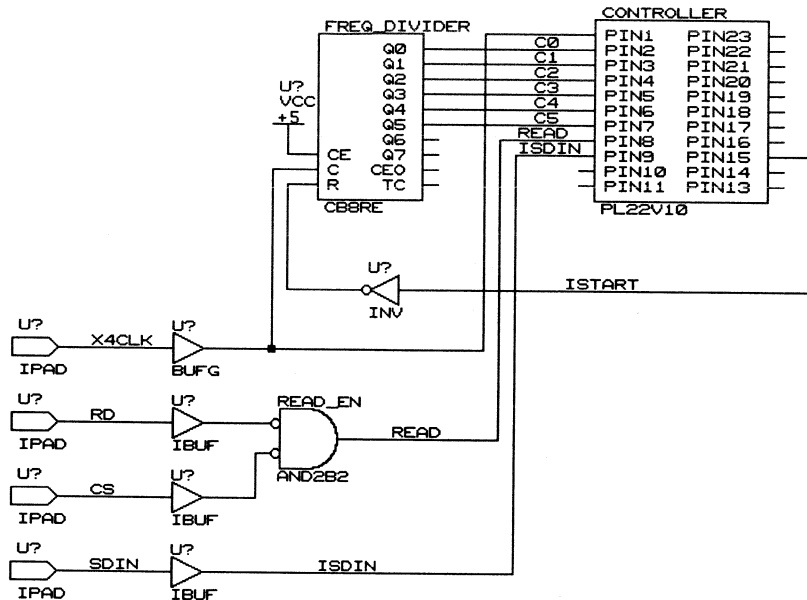 CONTROLLER
FREQ_DIVIDER
Q0 C0 PIN1 PIN23
Q1 C1 PIN2 PIN22
Q2 C2 PIN3 PIN21
Q3 C3 PIN4 PIN20
Q4 C4 PIN5 PIN19
Q5 C5 PIN6 PIN18
Q6 READ PIN7 PIN17
Q7 ISDIN PIN8 PIN16
PIN9 PIN15
PIN10 PIN14
PIN11 PIN13
U?
VCC
+5
CE
C CEO
R TC
CB8RE
PL22V10
U?
INV
ISTART
U?
X4CLK
U?
IPAD
BUFG
U?
RD
U?
IPAD
IBUF
READ_EN
READ
AND2B2
U?
CS
U?
IPAD
IBUF
U?
SDIN
U?
ISDIN
IPAD
IBUF